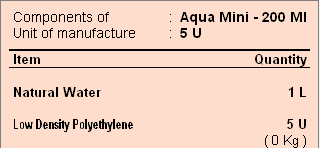 Components of : Aqua Mini - 200 Ml
Unit of manufacture : 5 U
Item Quantity
Natural Water 1 L
Low Density Polyethylene 5 U
( 0 Kg )